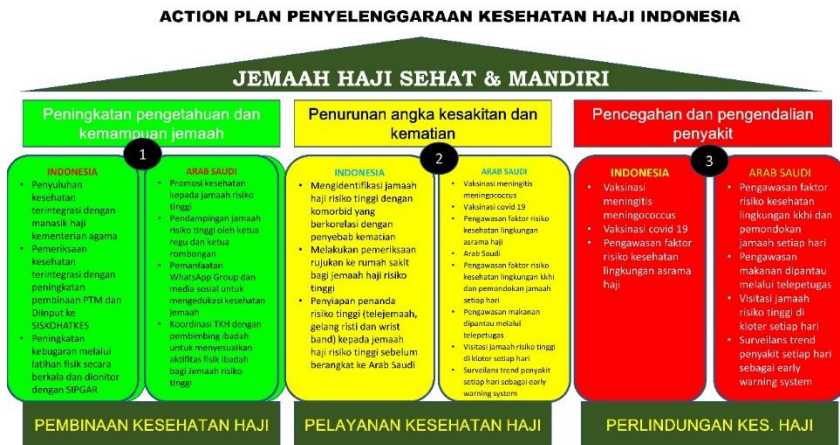 ACTION PLAN PENYELENGGARAAN KESEHATAN HAJI INDONESIA
JEMAAH HAJI SEHAT & MANDIRI
Peningkatan pengetahuan dan
kemampuan jemaah
1
INDONESIA
• Penyuluhan
kesehatan
terintegrasi dengan
manasik haji
kementerian agama
• Pemeriksaan
kesehatan
terintegrasi dengan
peningkatan
pembinaan PTM dan
Diinput ke
SISKOHATKES
• Peningkatan
kebugaran melalui
latihan fisik secara
berkala dan dionitor
dengan SIPGAR
ARAB SAUDI
• Promosi kesehatan
kepada jamaah risiko
tinggi
• Pendampingan jamaah
risiko tinggi oleh ketua
regu dan ketua
rombongan
• Pemanfaatan
WhatsApp Group dan
media sosial untuk
mengedukasi kesehatan
jemaah
• Koordinasi TKH dengan
pembimbing ibadah
untuk menyesuaikan
aktifitas fisik ibadah
bagi Jemaah risiko
tinggi
PEMBINAAN KESEHATAN HAJI
Penurunan angka kesakitan dan
kematian
2
INDONESIA
• Mengidentifikasi jamaah
haji risiko tinggi dengan
komorbid yang
berkorelasi dengan
penyebab kematian
• Melakukan pemeriksaan
rujukan ke rumah sakit
bagi jemaah haji risiko
tinggi
• Penyiapan penanda
risiko tinggi (telejemaah,
gelang risti dan wrist
band) kepada jemaah
haji risiko tinggi sebelum
berangkat ke Arab Saudi
ARAB SAUDI
• Vaksinasi meningitis
meningococcus
• Vaksinasi covid 19
• Pengawasan faktor risiko
kesehatan lingkungan
asrama haji
• Arab Saudi
• Pengawasan faktor risiko
kesehatan lingkungan kkhi
dan pemondokan jamaah
setiap hari
• Pengawasan makanan
dipantau melalui
telepetugas
• Visitasi jamaah risiko tinggi
di kloter setiap hari
• Surveilans trend penyakit
setiap hari sebagai early
warning system
PELAYANAN KESEHATAN HAJI
Pencegahan dan pengendalian
penyakit
3
INDONESIA
• Vaksinasi
meningitis
meningococcus
• Vaksinasi covid 19
• Pengawasan faktor
risiko kesehatan
lingkungan asrama
haji
ARAB SAUDI
• Pengawasan faktor
risiko kesehatan
lingkungan kkhi dan
pemondokan
jamaah setiap hari
• Pengawasan
makanan dipantau
melalui telepetugas
• Visitasi jamaah
risiko tinggi di
kloter setiap hari
• Surveilans trend
penyakit setiap hari
sebagai early
warning system
PERLINDUNGAN KES. HAJI